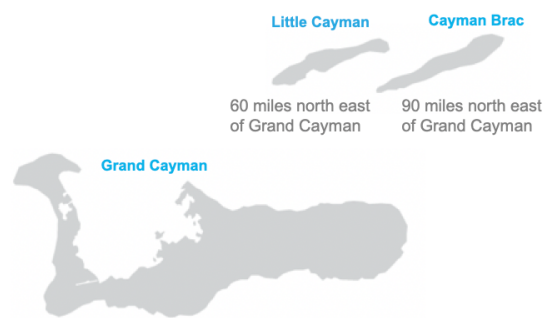 Little Cayman
Cayman Brac
60 miles north east
of Grand Cayman
90 miles north east
of Grand Cayman
Grand Cayman